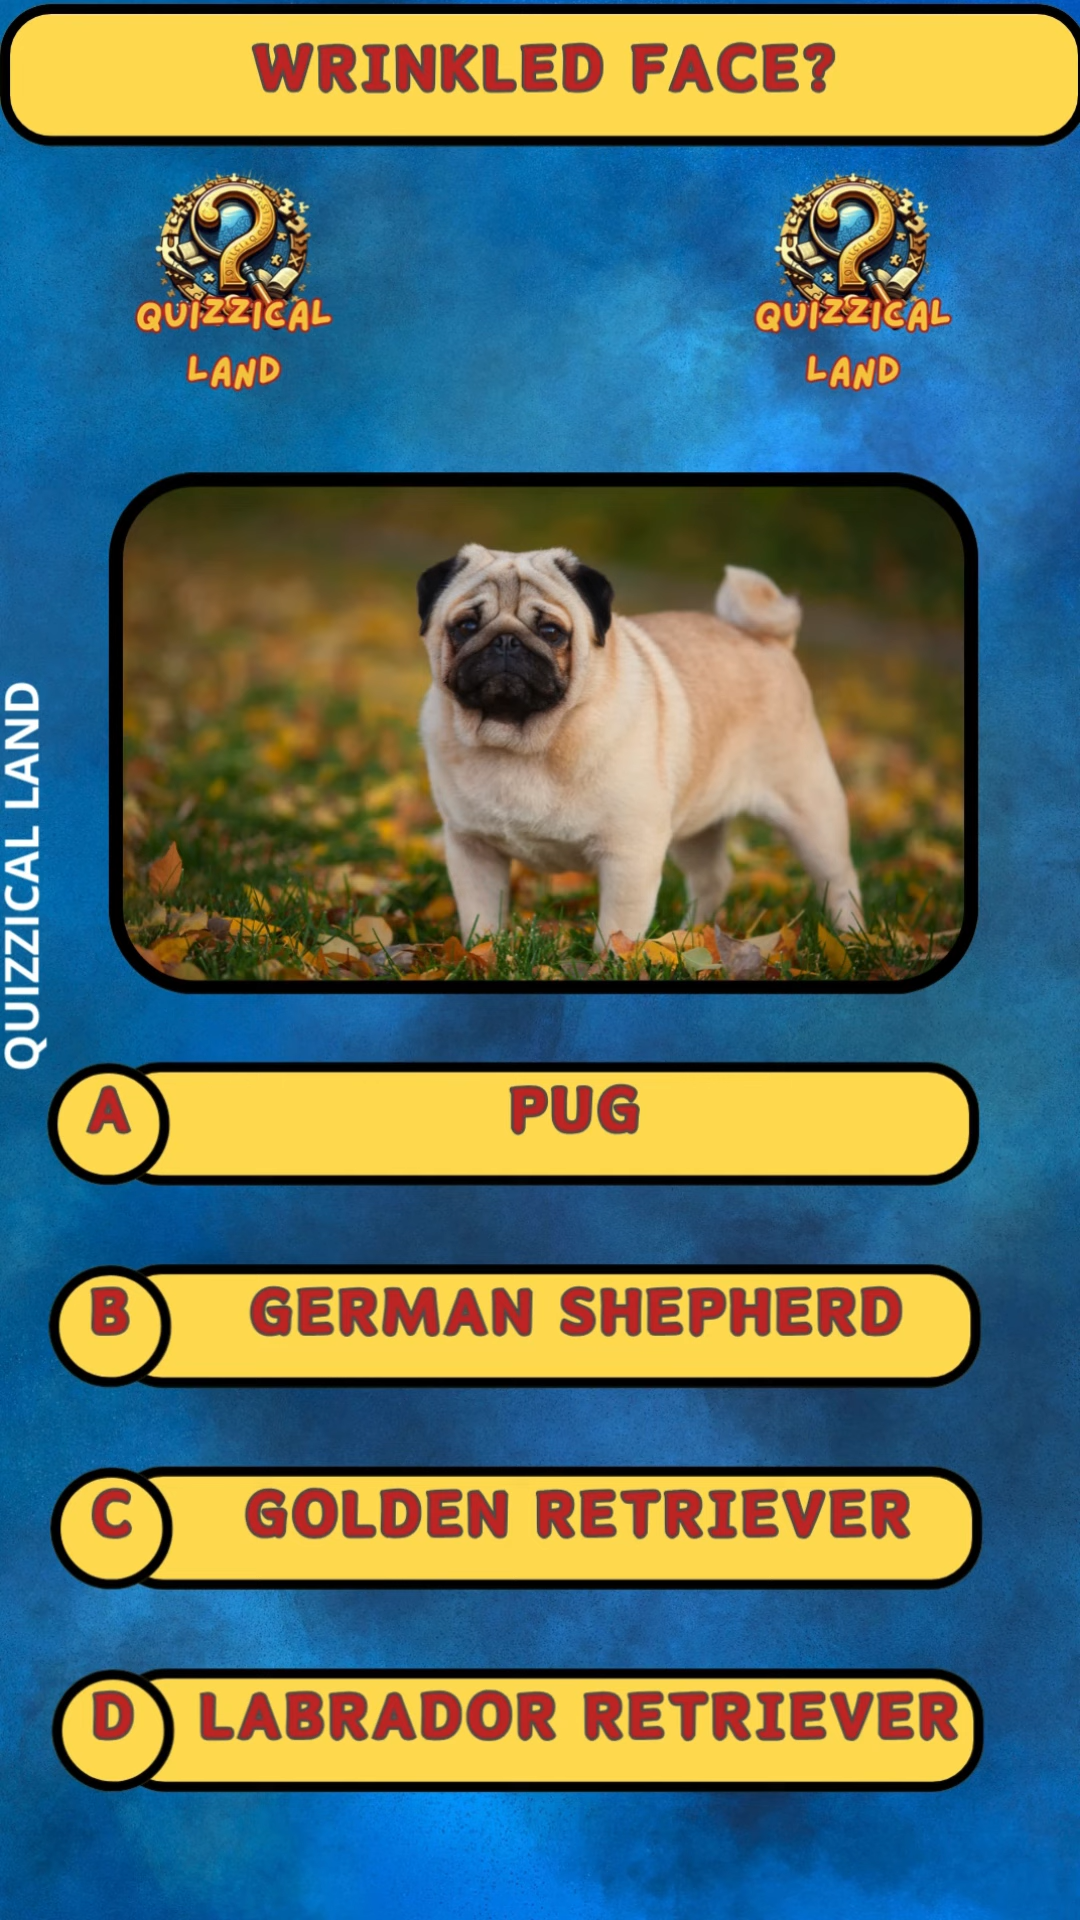 WRINKLED FACE?
QUIZZICAL
LAND
QUIZZICAL
LAND
QUIZZICAL LAND
A
PUG
B
GERMAN SHEPHERD
C
GOLDEN RETRIEVER
D
LABRADOR RETRIEVER